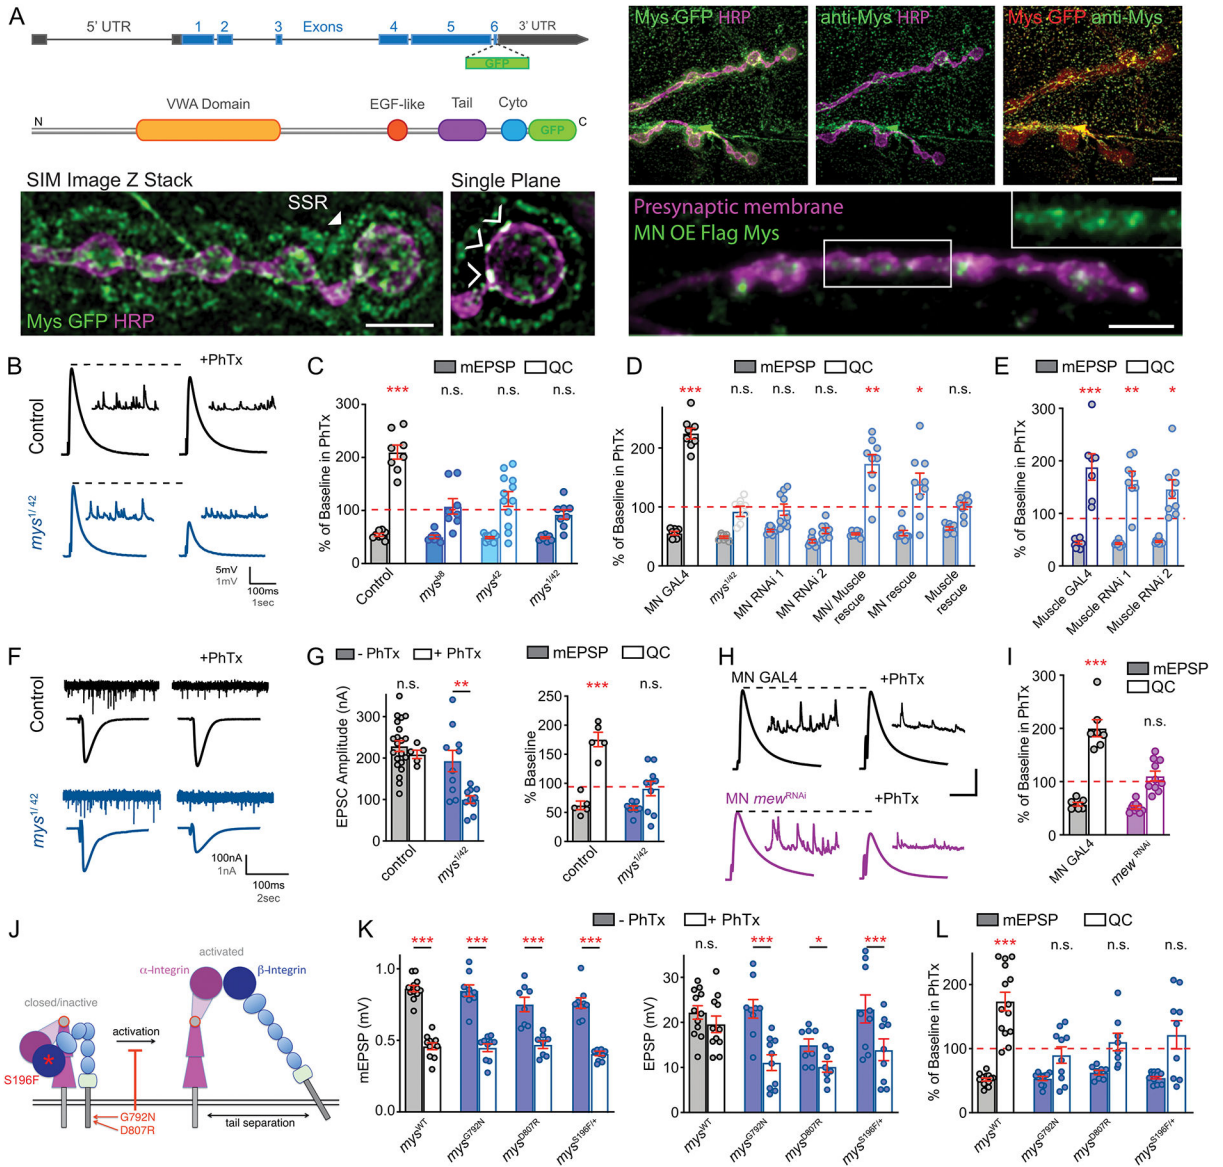 A
5' UTR
1
2
3
Exons
4
5
6
3' UTR
GFP
VWA Domain
EGF-like
Tail
Cyto
N
GFP
C
SIM Image Z Stack
SSR
Mys GFP HRP
Single Plane
Mys GFP HRP
anti-Mys HRP
Mys GFP anti-Mys
Presynaptic membrane
MN OE Flag Mys
B
+PhTx
Control
mys1/42
5mV
1mV
100ms
1sec
C
mEPSP QC
*** n.s. n.s. n.s.
% of Baseline in PhTx
300
200
100
0
Control
mysb8
mys42
mys1/42
D
mEPSP QC
*** n.s. n.s. n.s. ** * n.s.
% of Baseline in PhTx
200
100
0
MN GAL4
mys1/42
MN RNAi 1
MN RNAi 2
MN/ Muscle
rescue
MN rescue
Muscle
rescue
E
mEPSP QC
*** ** *
% of Baseline in PhTx
300
200
100
0
Muscle GAL4
Muscle RNAi 1
Muscle RNAi 2
F
+PhTx
Control
mys1/42
100nA
1nA
100ms
2sec
G
- PhTx + PhTx
n.s. **
EPSC Amplitude (nA)
300
200
100
0
control
mys1/42
mEPSP QC
*** n.s.
% Baseline
250
200
150
100
50
0
control
mys1/42
H
MN GAL4
+PhTx
MN mewRNAi
+PhTx
I
mEPSP
QC
***
n.s.
% of Baseline in PhTx
300
200
100
0
MN GAL4
mew RNAi
J
activated
α-Integrin
β-Integrin
closed/inactive
activation
*
S196F
G792N
D807R
tail separation
K
- PhTx + PhTx
*** *** *** ***
mEPSP (mV)
1.0
0.5
0.0
mysWT
mysG792N
mysD807R
mysS196F/+
n.s. *** * ***
EPSP (mV)
30
20
10
0
mysWT
mysG792N
mysD807R
mysS196F/+
L
mEPSP QC
*** n.s. n.s. n.s.
% of Baseline in PhTx
200
150
100
50
0
mysWT
mysG792N
mysD807R
mysS196F/+